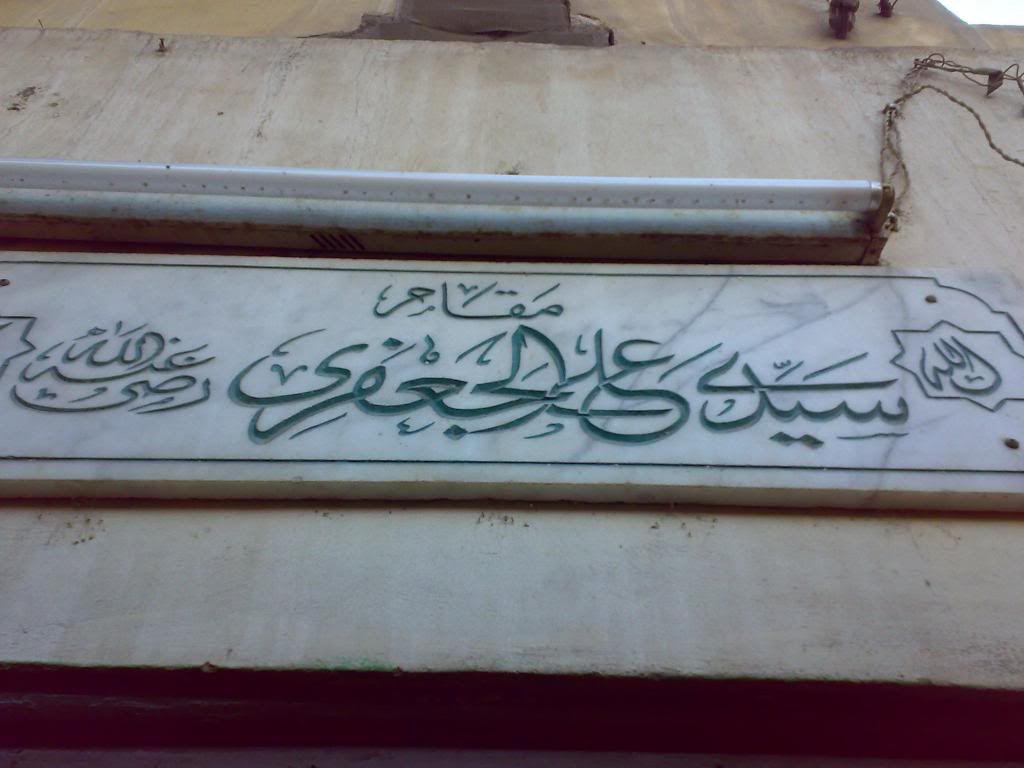 مقام
الله
سيدى على الجعفرى
رضى الله عنه